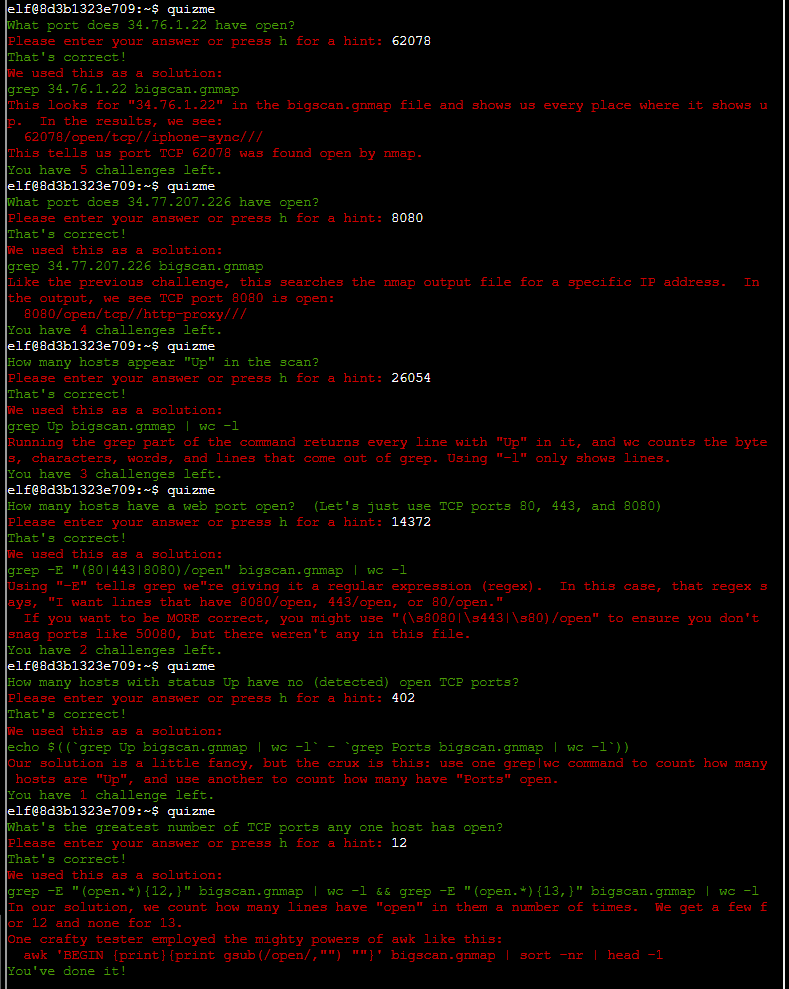 elf@8d3b1323e709:~$ quizme
What port does 34.76.1.22 have open?
Please enter your answer or press h for a hint: 62078
That's correct!
We used this as a solution:
grep 34.76.1.22 bigscan.gnmap
This looks for "34.76.1.22" in the bigscan.gnmap file and shows us every place where it shows u
p.  In the results, we see:
  62078/open/tcp//iphone-sync///
This tells us port TCP 62078 was found open by nmap.
You have 5 challenges left.
elf@8d3b1323e709:~$ quizme
What port does 34.77.207.226 have open?
Please enter your answer or press h for a hint: 8080
That's correct!
We used this as a solution:
grep 34.77.207.226 bigscan.gnmap
Like the previous challenge, this searches the nmap output file for a specific IP address.  In
the output, we see TCP port 8080 is open:
  8080/open/tcp//http-proxy///
You have 4 challenges left.
elf@8d3b1323e709:~$ quizme
How many hosts appear "Up" in the scan?
Please enter your answer or press h for a hint: 26054
That's correct!
We used this as a solution:
grep Up bigscan.gnmap | wc -l
Running the grep part of the command returns every line with "Up" in it, and wc counts the byte
s, characters, words, and lines that come out of grep. Using "-l" only shows lines.
You have 3 challenges left.
elf@8d3b1323e709:~$ quizme
How many hosts have a web port open?  (Let's just use TCP ports 80, 443, and 8080)
Please enter your answer or press h for a hint: 14372
That's correct!
We used this as a solution:
grep -E "(80|443|8080)/open" bigscan.gnmap | wc -l
Using "-E" tells grep we"re giving it a regular expression (regex).  In this case, that regex s
ays, "I want lines that have 8080/open, 443/open, or 80/open."
  If you want to be MORE correct, you might use "(\s8080|\s443|\s80)/open" to ensure you don't
snag ports like 50080, but there weren't any in this file.
You have 2 challenges left.
elf@8d3b1323e709:~$ quizme
How many hosts with status Up have no (detected) open TCP ports?
Please enter your answer or press h for a hint: 402
That's correct!
We used this as a solution:
echo $((`grep Up bigscan.gnmap | wc -l` - `grep Ports bigscan.gnmap | wc -l`))
Our solution is a little fancy, but the crux is this: use one grep|wc command to count how many
 hosts are "Up", and use another to count how many have "Ports" open.
You have 1 challenge left.
elf@8d3b1323e709:~$ quizme
What's the greatest number of TCP ports any one host has open?
Please enter your answer or press h for a hint: 12
That's correct!
We used this as a solution:
grep -E "(open.*){12,}" bigscan.gnmap | wc -l && grep -E "(open.*){13,}" bigscan.gnmap | wc -l
In our solution, we count how many lines have "open" in them a number of times.  We get a few f
or 12 and none for 13.
One crafty tester employed the mighty powers of awk like this:
  awk 'BEGIN {print}{print gsub(/open/,"") ""}' bigscan.gnmap | sort -nr | head -1
You've done it!